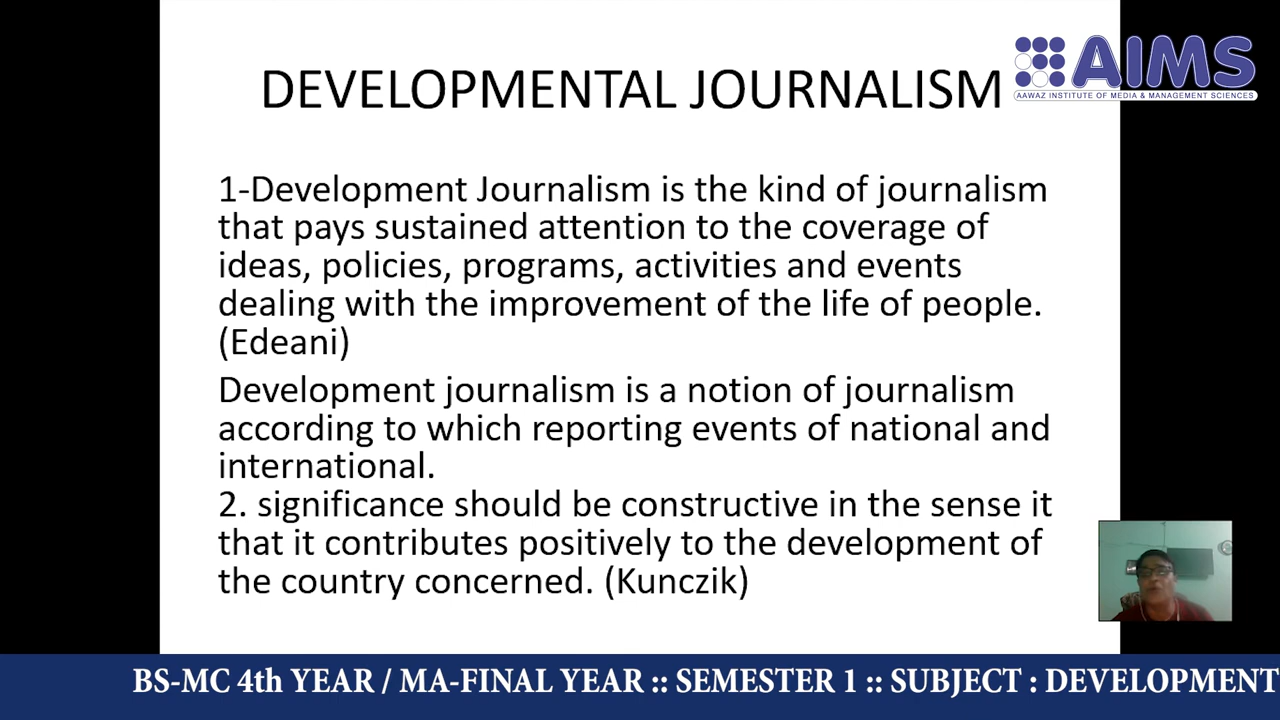 AIMS
AAWAZ INSTITUTE OF MEDIA & MANAGEMENT SCIENCES
DEVELOPMENTAL JOURNALISM
1-Development Journalism is the kind of journalism
that pays sustained attention to the coverage of
ideas, policies, programs, activities and events
dealing with the improvement of the life of people.
(Edeani)
Development journalism is a notion of journalism
according to which reporting events of national and
international.
2. significance should be constructive in the sense it
that it contributes positively to the development of
the country concerned. (Kunczik)
BS-MC 4th YEAR / MA-FINAL YEAR :: SEMESTER 1 :: SUBJECT : DEVELOPMENT